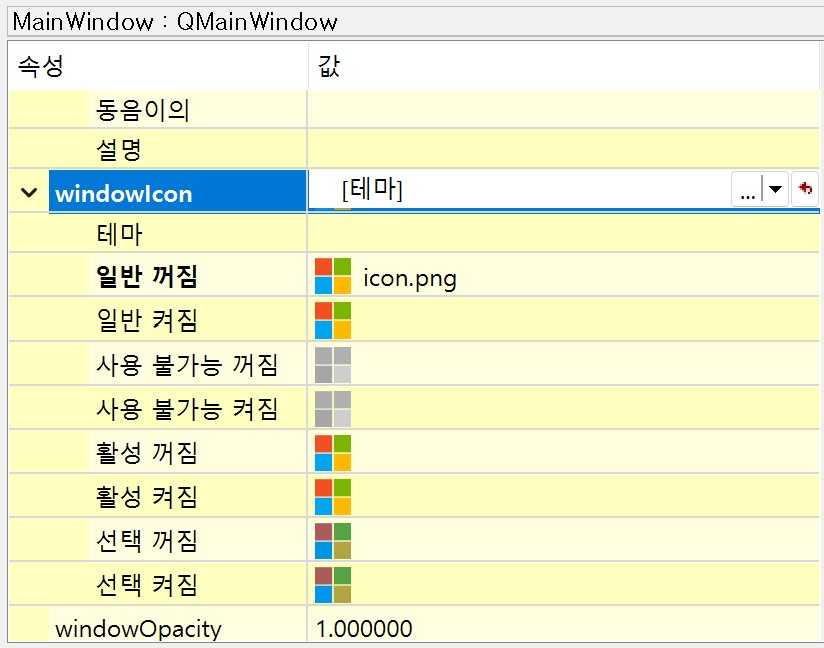 MainWindow : QMainWindow
속성 값
동음이의
설명
windowIcon [테마] ...
테마
일반 꺼짐 icon.png
일반 켜짐
사용 불가능 꺼짐
사용 불가능 켜짐
활성 꺼짐
활성 켜짐
선택 꺼짐
선택 켜짐
windowOpacity 1.000000